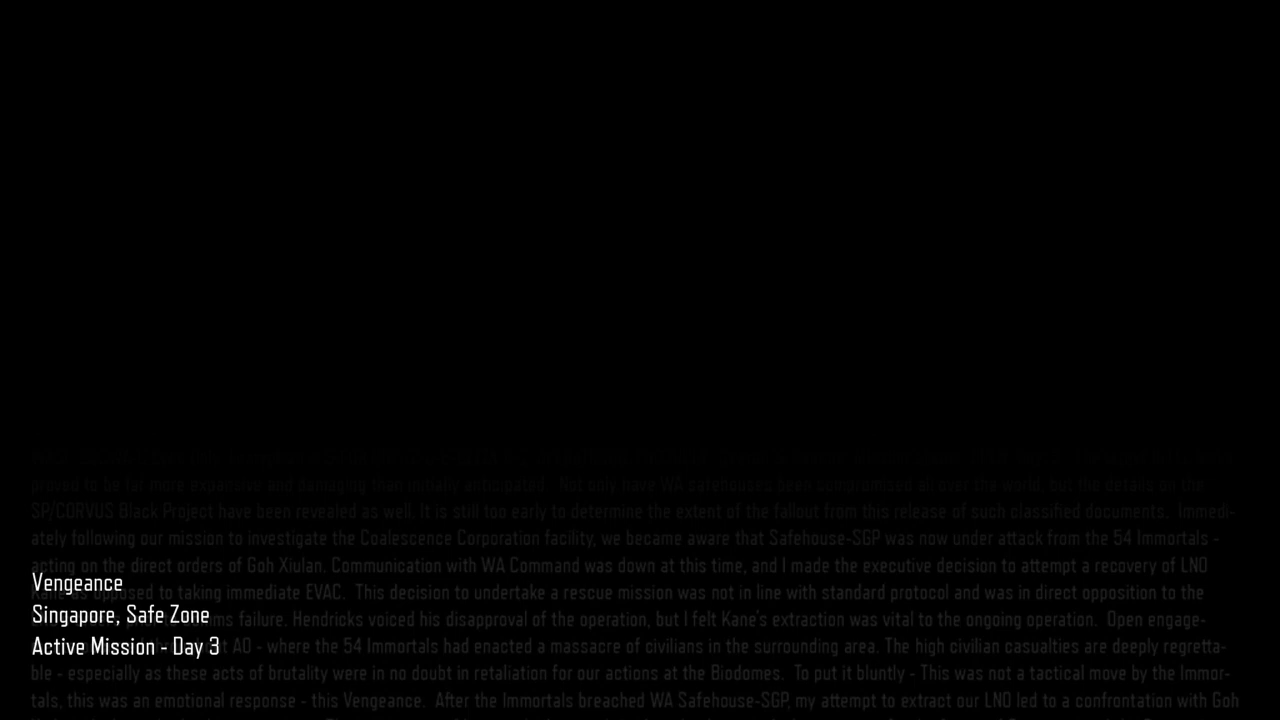 proved to be far more expansive and damaging than initially anticipated. Not only have WA safehouses been compromised all over the world, but the details on the
SP/CORVUS Black Project have been revealed as well. It is still too early to determine the extent of the fallout from this release of such classified documents. Immedi-
ately following our mission to investigate the Coalescence Corporation facility, we became aware that Safehouse-SGP was now under attack from the 54 Immortals -
acting on the direct orders of Goh Xiulan. Communication with WA Command was down at this time, and I made the executive decision to attempt a recovery of LNO
Vengeance
opposed to taking immediate EVAC. This decision to undertake a rescue mission was not in line with standard protocol and was in direct opposition to the
Singapore, Safe Zone
failure. Hendricks voiced his disapproval of the operation, but I felt Kane's extraction was vital to the ongoing operation. Open engage-
Active Mission - Day 3
AO - where the 54 Immortals had enacted a massacre of civilians in the surrounding area. The high civilian casualties are deeply regretta-
ble - especially as these acts of brutality were in no doubt in retaliation for our actions at the Biodomes. To put it bluntly - This was not a tactical move by the Immor-
tals, this was an emotional response - this Vengeance. After the Immortals breached WA Safehouse-SGP, my attempt to extract our LNO led to a confrontation with Goh